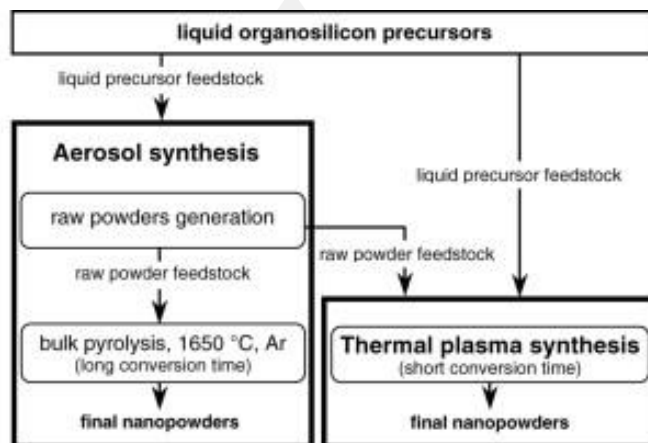 liquid organosilicon precursors
liquid precursor feedstock
Aerosol synthesis
raw powders generation
raw powder feedstock
bulk pyrolysis, 1650 °C, Ar
(long conversion time)
final nanopowders
liquid precursor feedstock
raw powder feedstock
Thermal plasma synthesis
(short conversion time)
final nanopowders